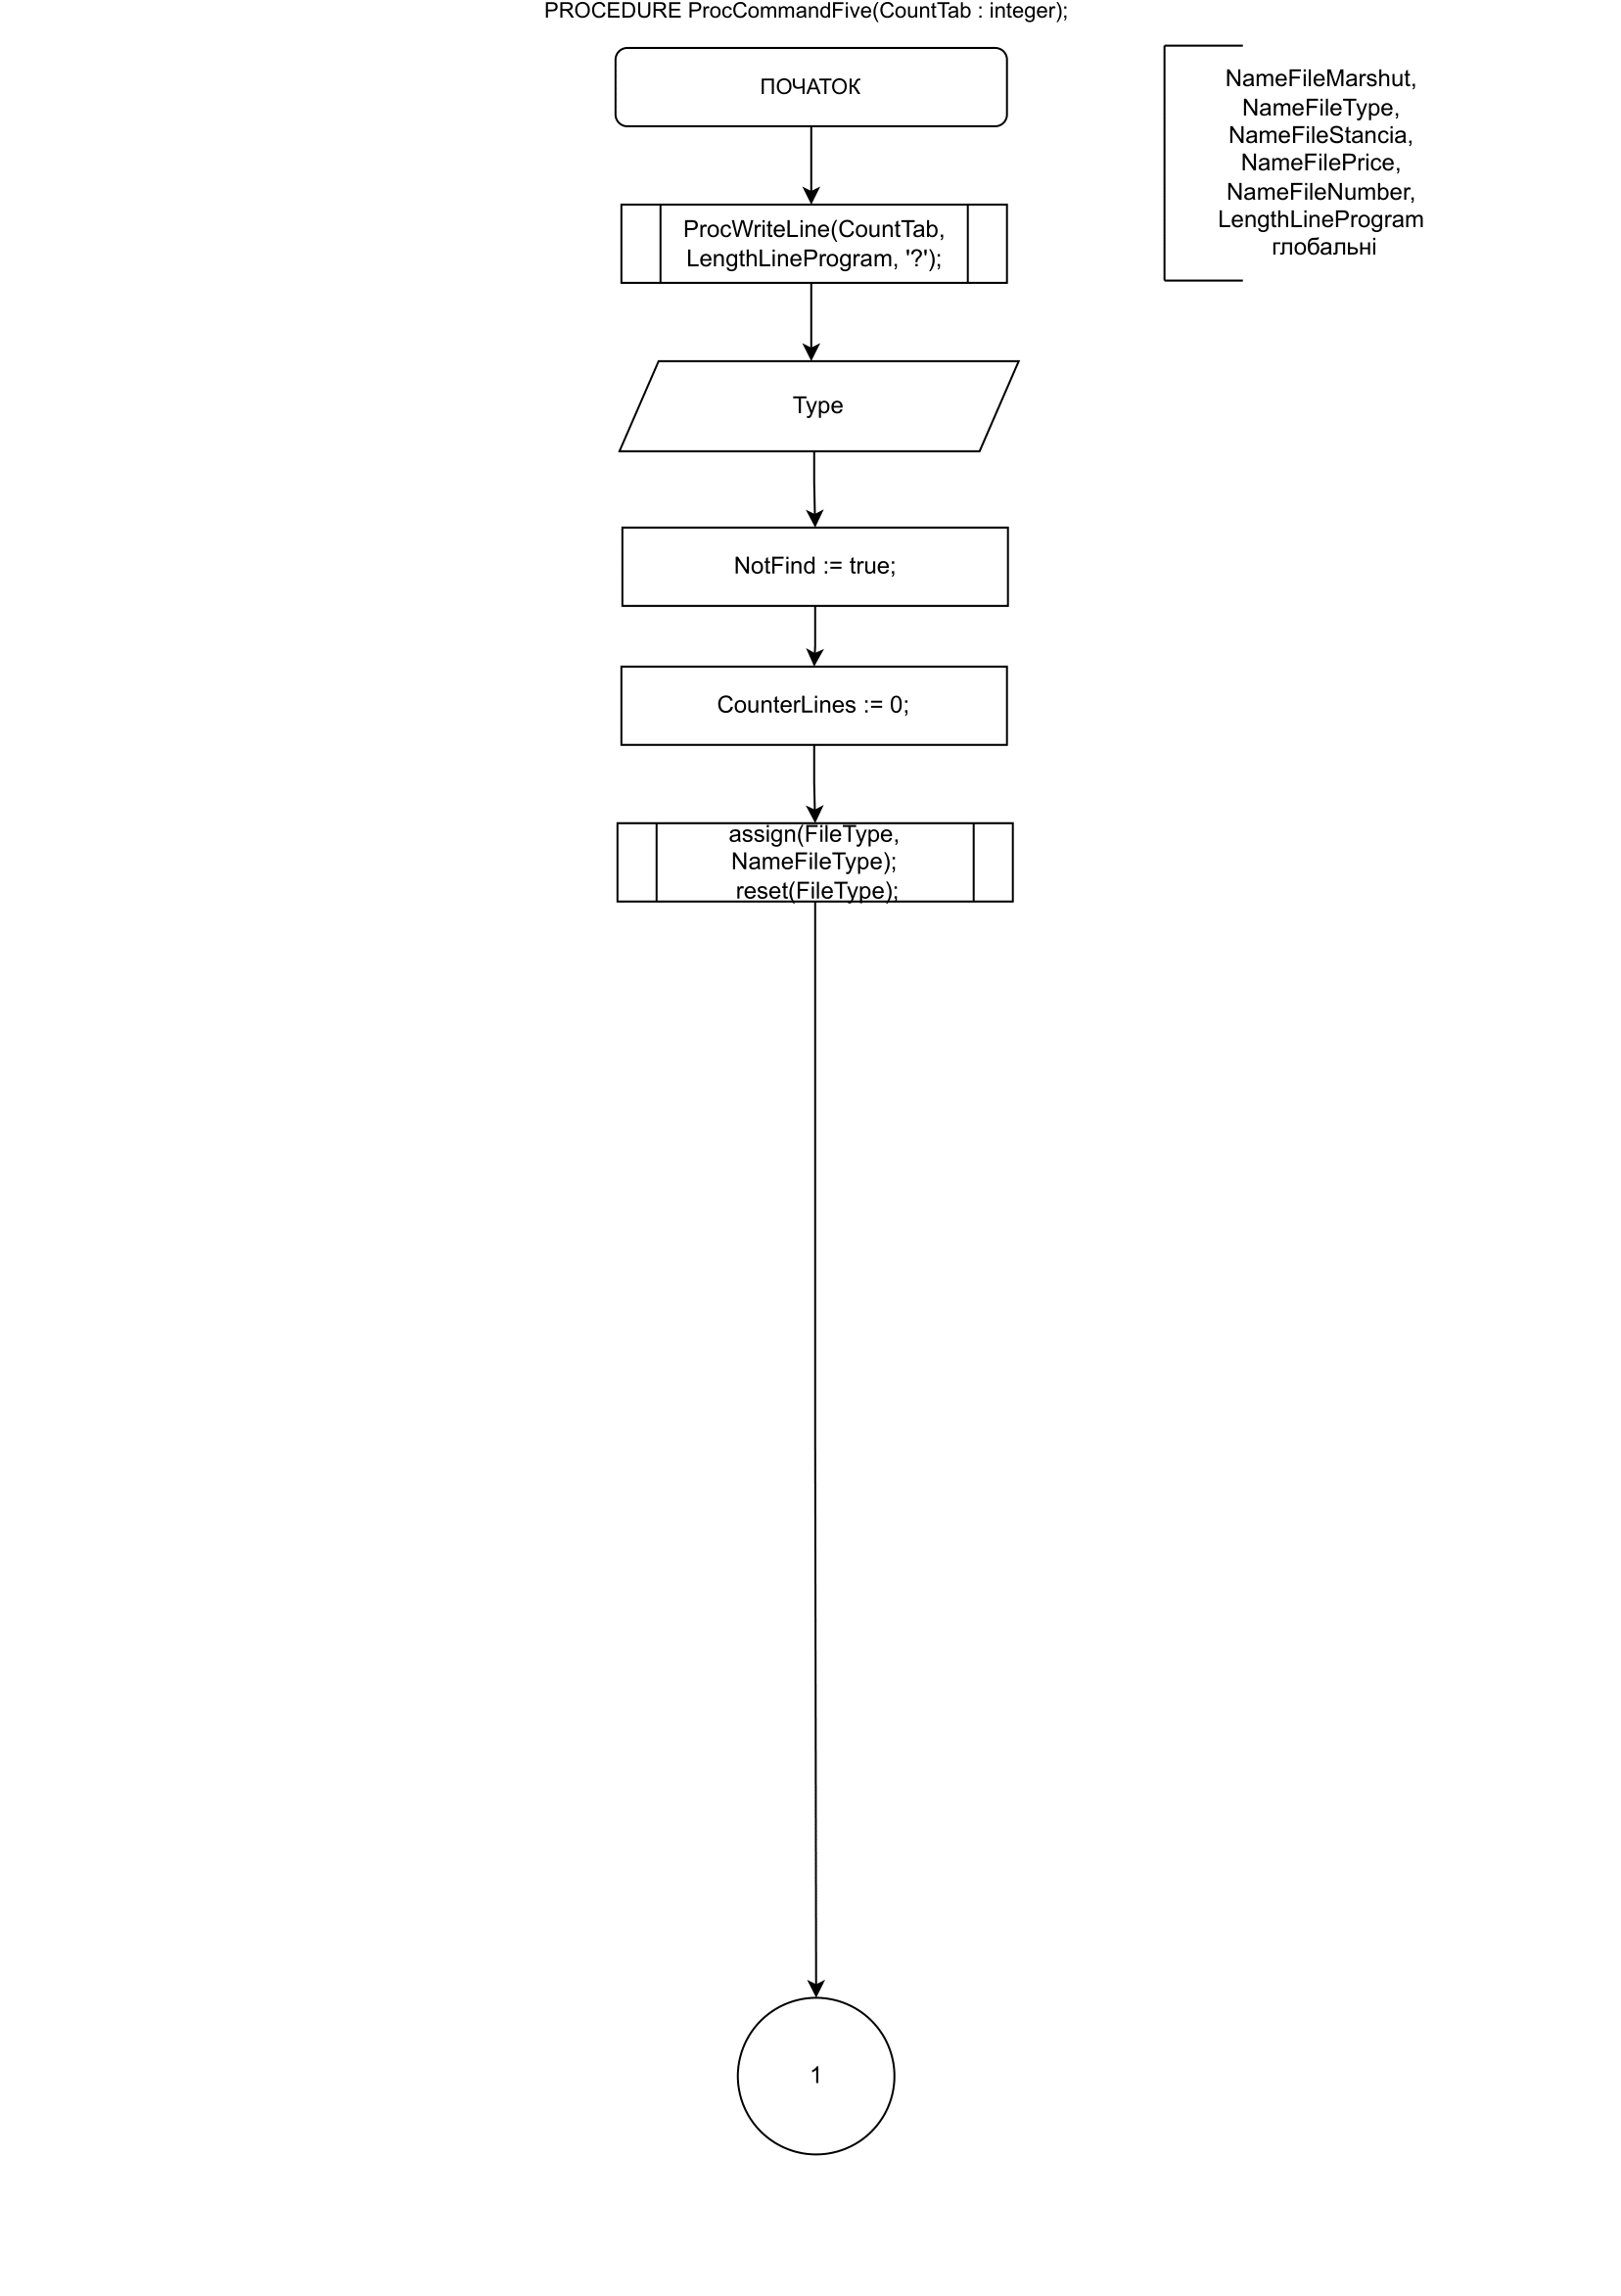 PROCEDURE ProcCommandFive(CountTab : integer);
ПОЧАТОК
NameFileMarshut,
NameFileType,
NameFileStancia,
NameFilePrice,
NameFileNumber,
LengthLineProgram
глобальні
ProcWriteLine(CountTab,
LengthLineProgram, '?');
Type
NotFind := true;
CounterLines := 0;
assign(FileType,
NameFileType);
reset(FileType);
1